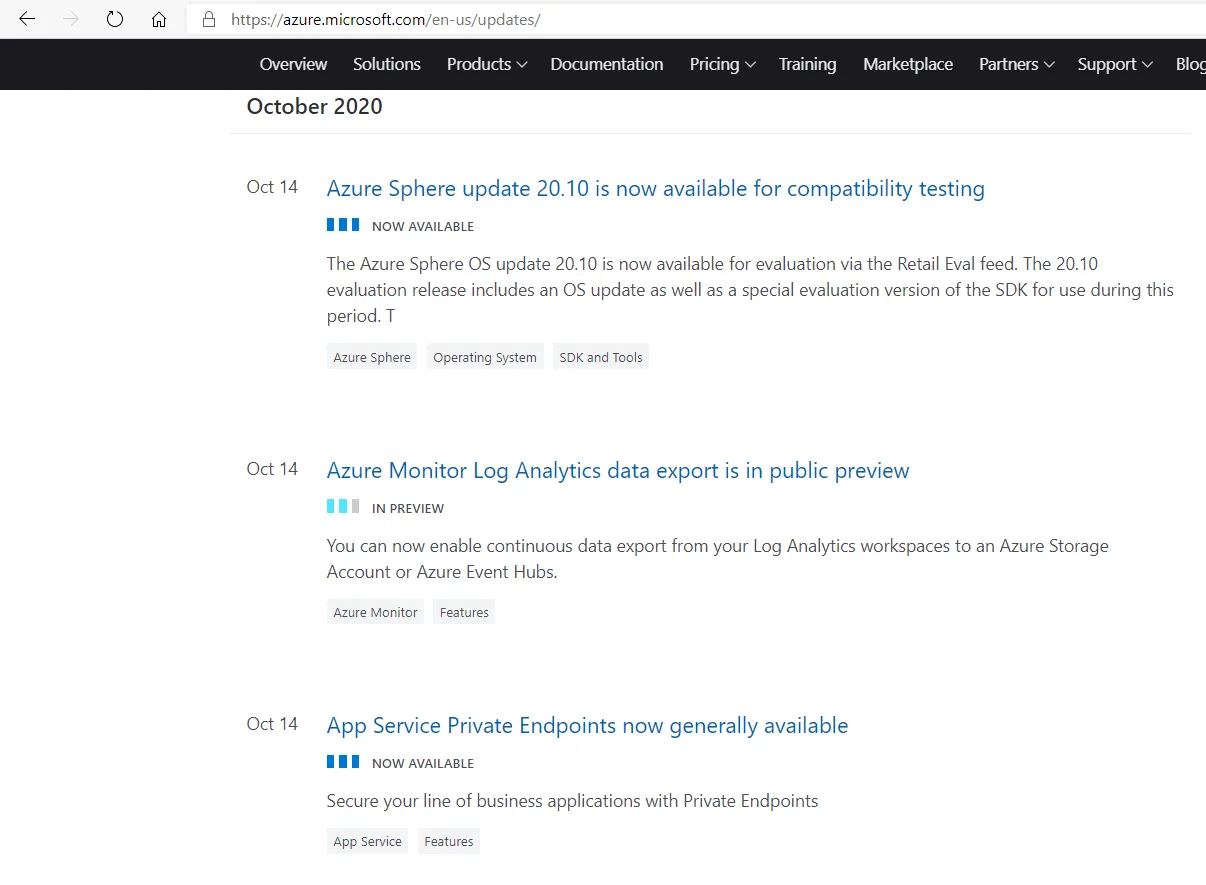 https://azure.microsoft.com/en-us/updates/
Overview Solutions Products Documentation Pricing Training Marketplace Partners Support Blog
October 2020
Oct 14 Azure Sphere update 20.10 is now available for compatibility testing
NOW AVAILABLE
The Azure Sphere OS update 20.10 is now available for evaluation via the Retail Eval feed. The 20.10
evaluation release includes an OS update as well as a special evaluation version of the SDK for use during this
period. T
Azure Sphere Operating System SDK and Tools
Oct 14 Azure Monitor Log Analytics data export is in public preview
IN PREVIEW
You can now enable continuous data export from your Log Analytics workspaces to an Azure Storage
Account or Azure Event Hubs.
Azure Monitor Features
Oct 14 App Service Private Endpoints now generally available
NOW AVAILABLE
Secure your line of business applications with Private Endpoints
App Service Features